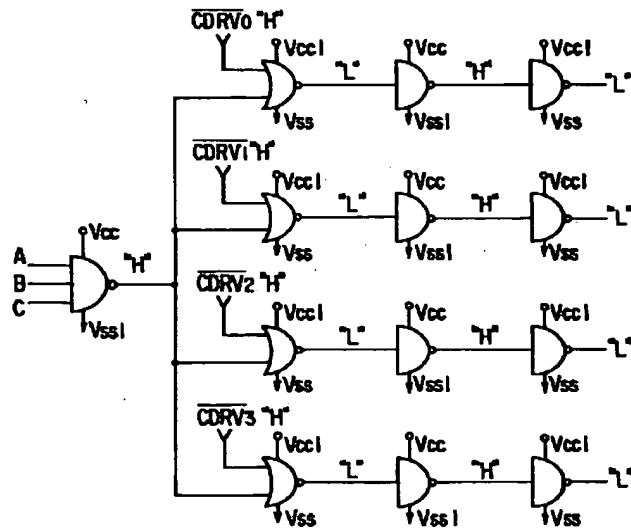 CDRV0 "H"
Vcc1 Vcc Vcc1
"L" "H" "L"
Vss Vss1 Vss
CDRV1 "H"
Vcc1 Vcc Vcc1
"L" "H" "L"
Vss Vss1 Vss
Vcc
A "H"
B
C
Vss1
CDRV2 "H"
Vcc1 Vcc Vcc1
"L" "H" "L"
Vss Vss1 Vss
CDRV3 "H"
Vcc1 Vcc Vcc1
"L" "H" "L"
Vss Vss1 Vss